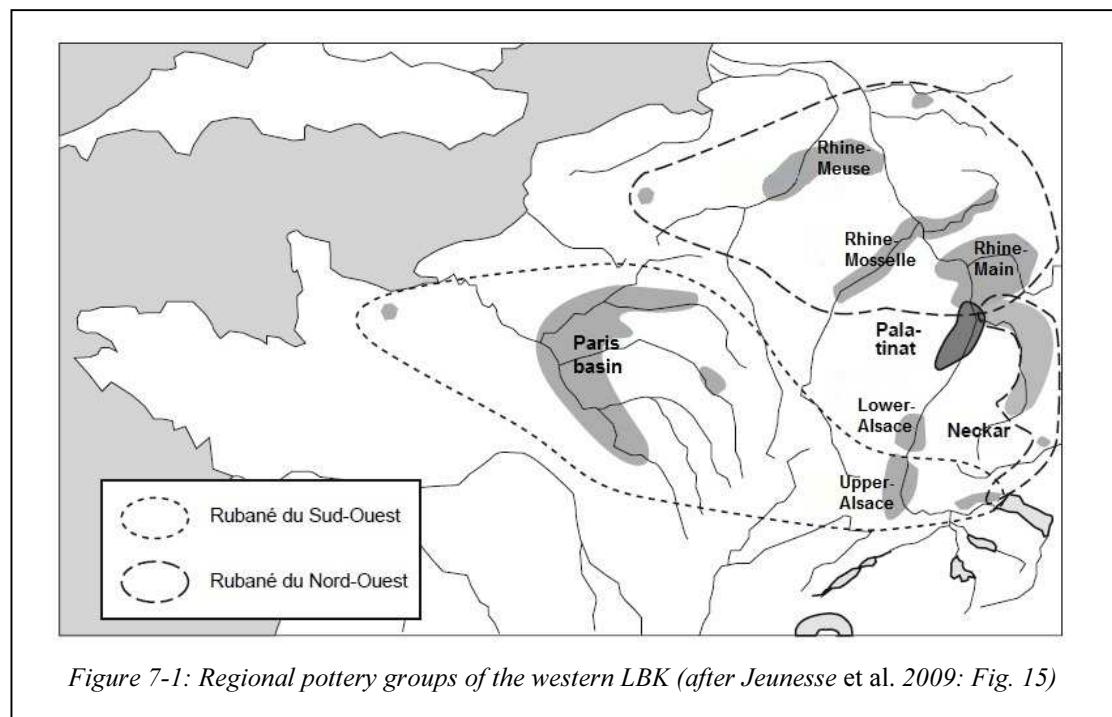 Rhine-
Meuse
Rhine-
Mosselle
Rhine-
Main
Paris
basin
Pala-
tinat
Lower-
Alsace
Neckar
Upper-
Alsace
Rubané du Sud-Ouest
Rubané du Nord-Ouest
Figure 7-1: Regional pottery groups of the western LBK (after Jeunesse et al. 2009: Fig. 15)